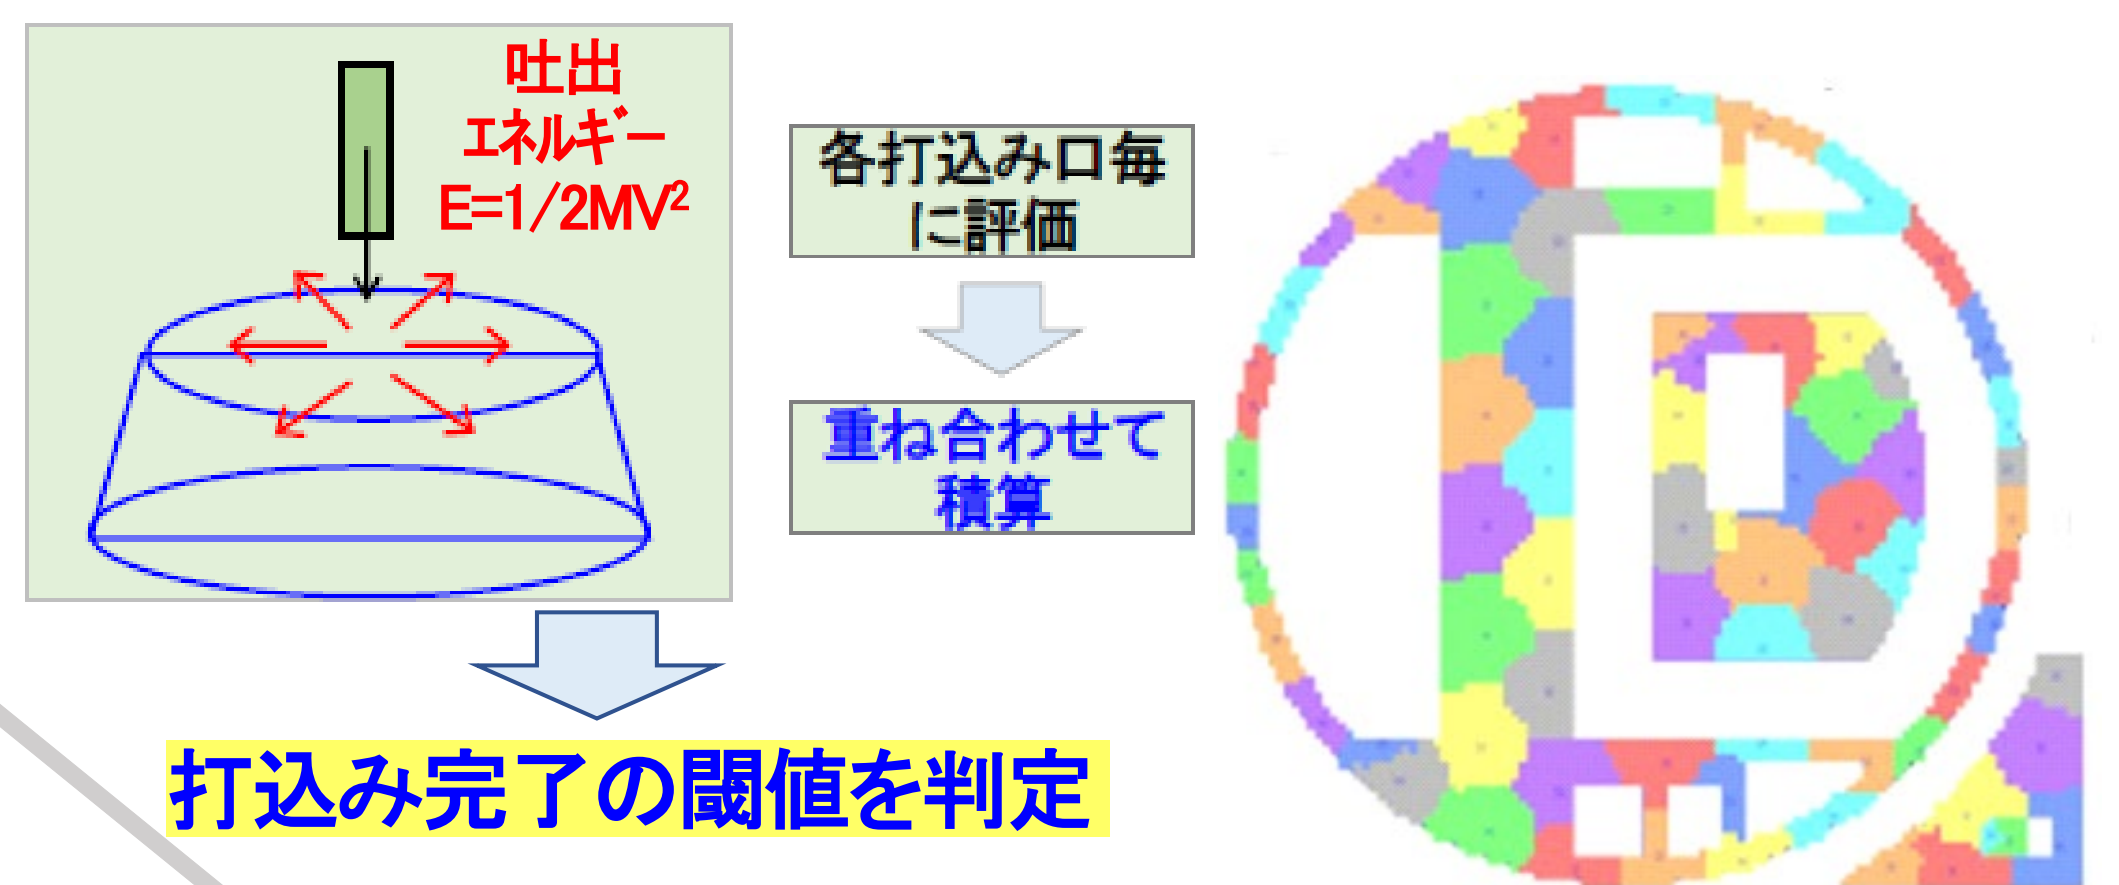 吐出
エネルギー
E=1/2MV²
各打込み口毎
に評価
重ね合わせて
積算
打込み完了の閾値を判定